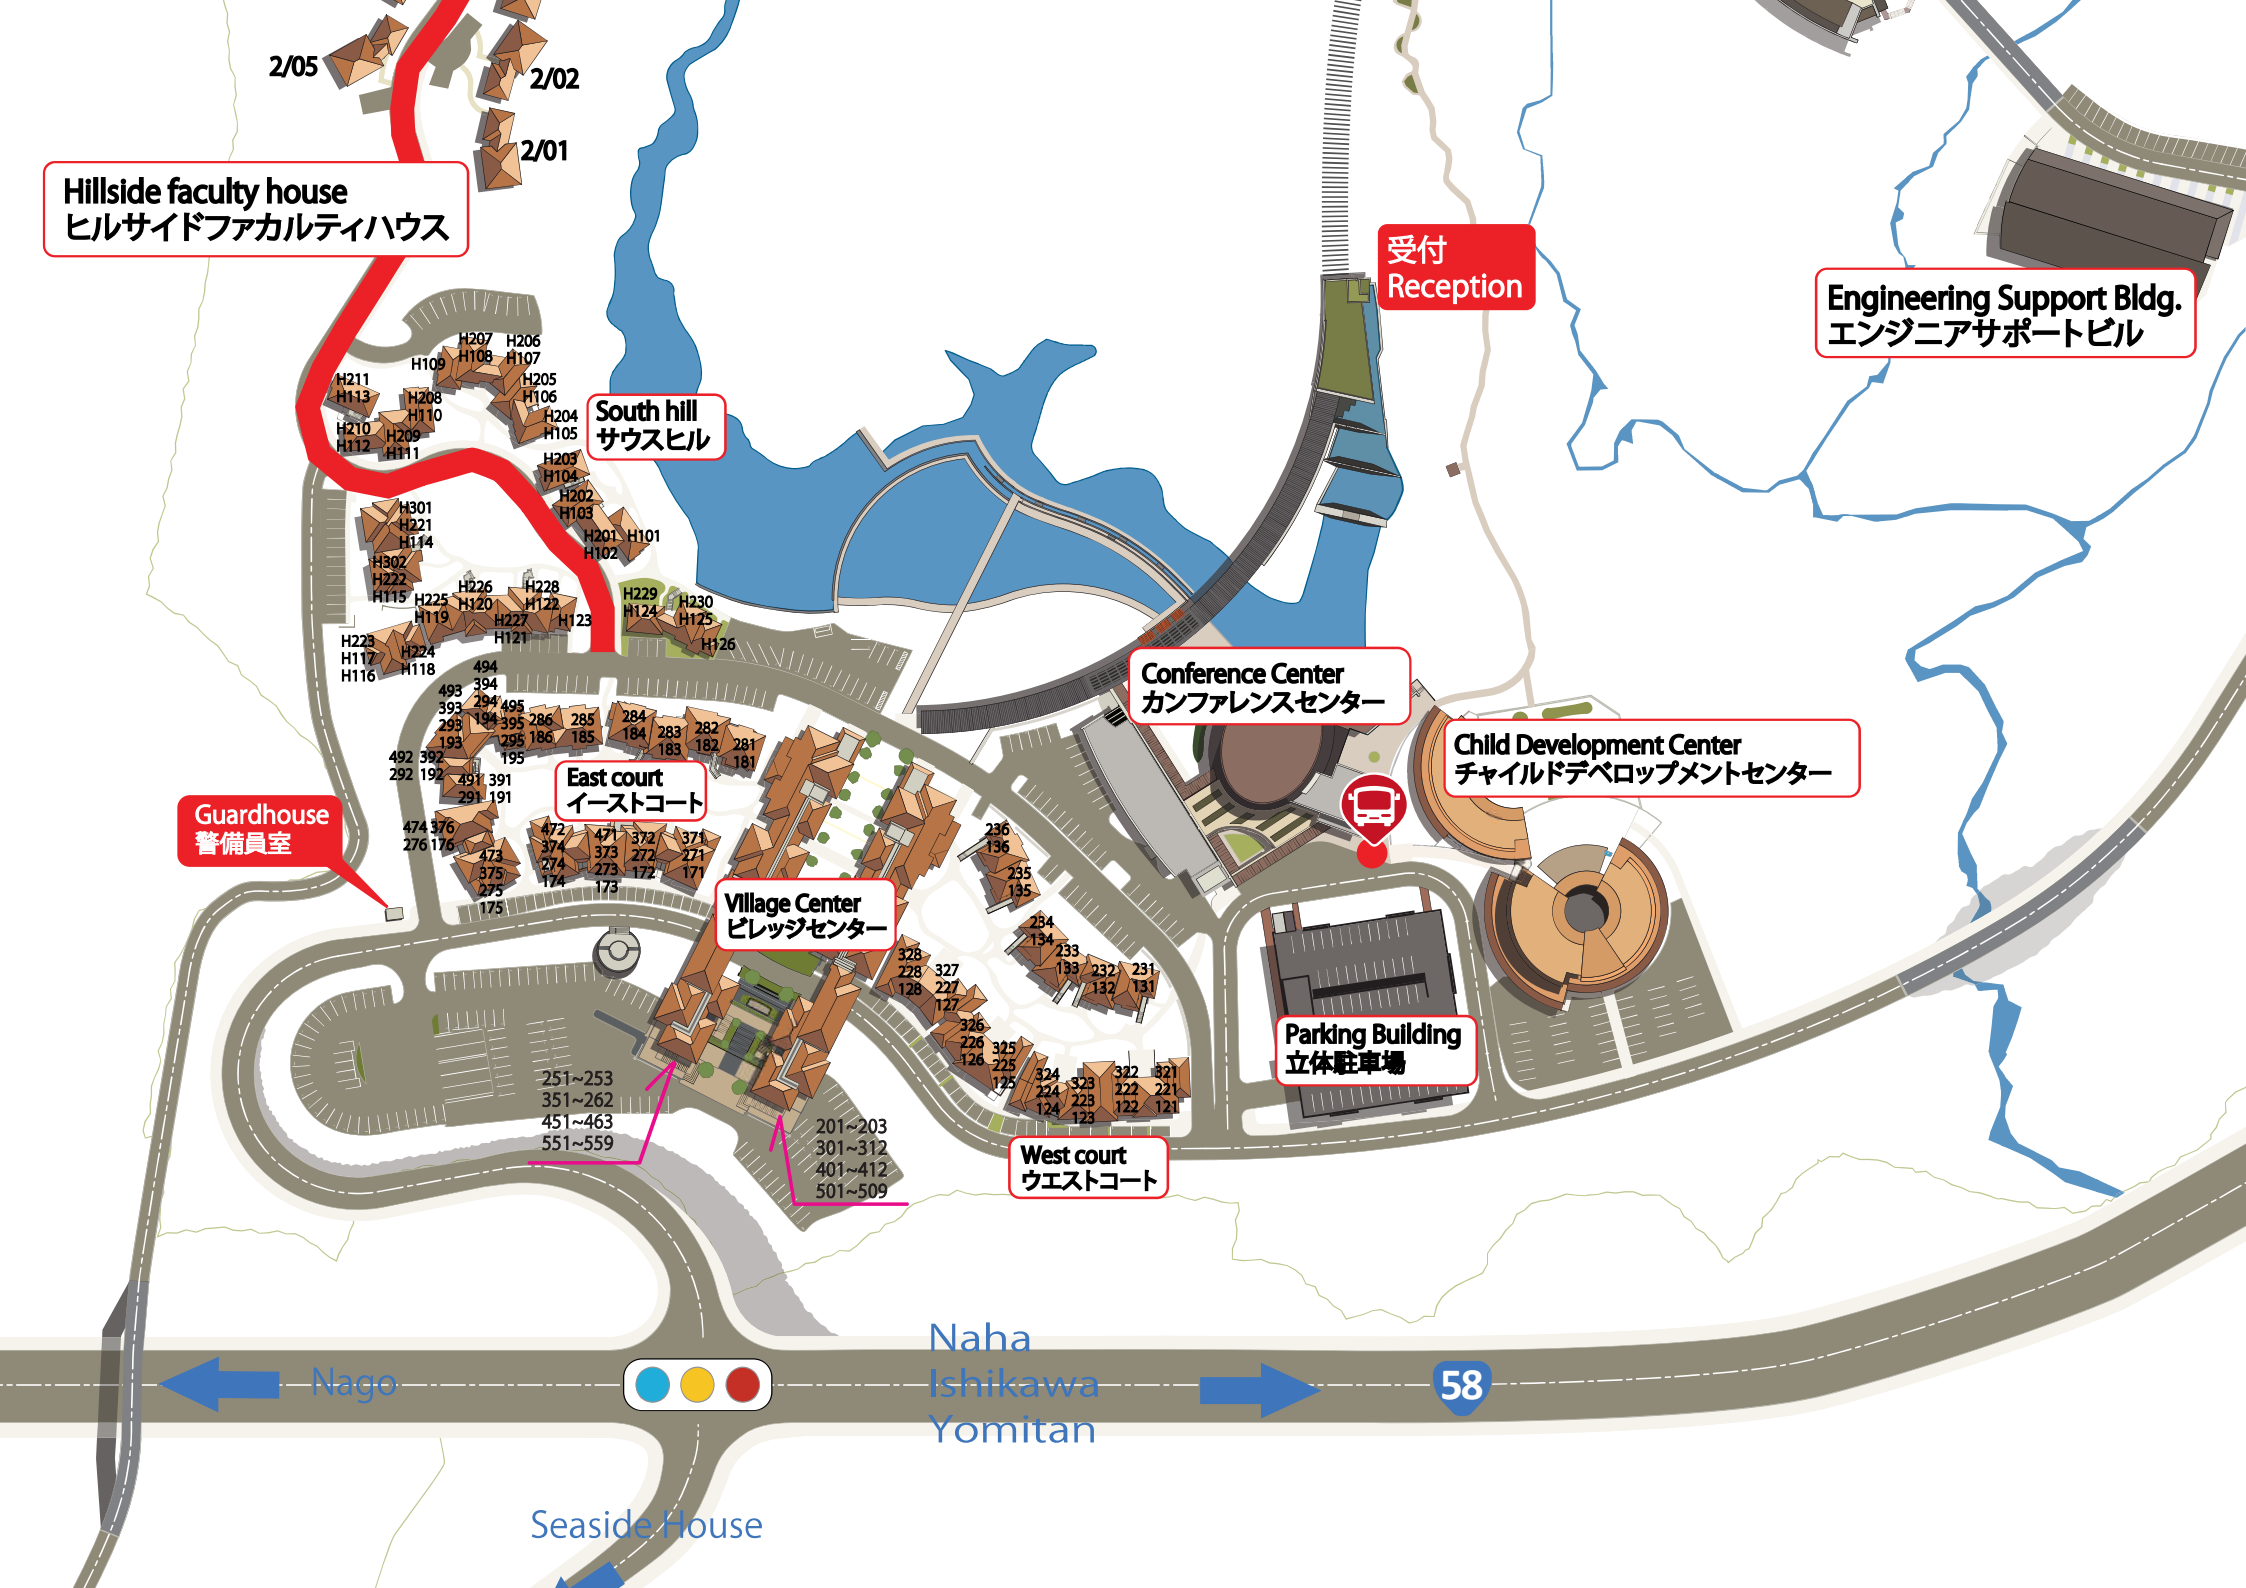 2/05
2/02
2/01
Hillside faculty house
ヒルサイドファカルティハウス
受付
Reception
Engineering Support Bldg.
エンジニアサポートビル
H207
H108
H206
H107
H109
H205
H106
H211
H113
H208
H110
H204
H105
H210
H112
H209
H111
South hill
サウスヒル
H203
H104
H202
H103
H201
H102
H101
H301
H221
H114
H302
H222
H115
H226
H120
H228
H122
H225
H119
H227
H121
H123
H229
H124
H230
H125
H126
H223
H117
H116
H224
H118
494
394
294
194
493
393
293
193
495
395
295
195
286
186
285
185
284
184
283
183
282
182
281
181
492 392
292 192
491 391
291 191
East court
イーストコート
Conference Center
カンファレンスセンター
Child Development Center
チャイルドデベロップメントセンター
Guardhouse
警備員室
474 376
276 176
473
375
275
175
472
374
274
174
471
373
273
173
372
272
172
371
271
171
Village Center
ビレッジセンター
236
136
235
135
234
134
233
133
232
132
231
131
328
228
128
327
227
127
326
226
126
325
225
125
324
224
124
323
223
123
322
222
122
321
221
121
Parking Building
立体駐車場
251~253
351~262
451~463
551~559
201~203
301~312
401~412
501~509
West court
ウエストコート
Nago
Naha
Ishikawa
Yomitan
58
Seaside House